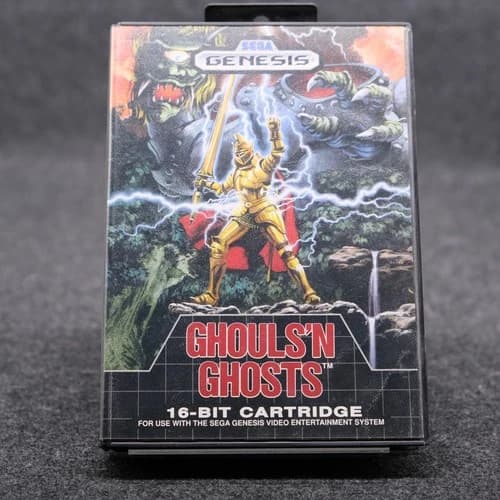 SEGA
GENESIS
GHOULS'N
GHOSTS™
16-BIT CARTRIDGE
FOR USE WITH THE SEGA GENESIS VIDEO ENTERTAINMENT SYSTEM